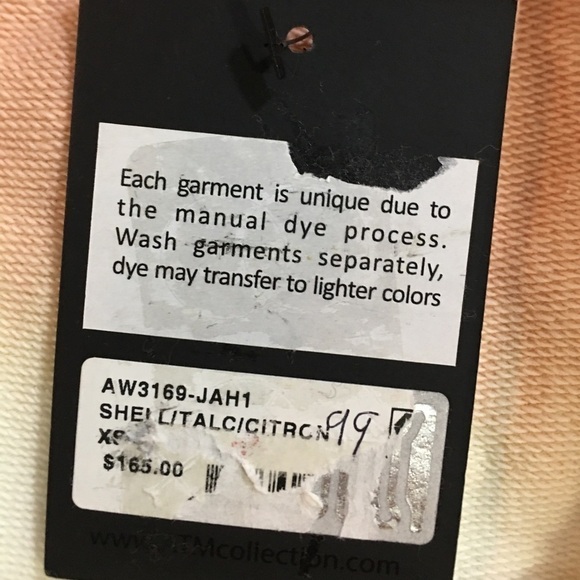 Each garment is unique due to
the manual dye process.
Wash garments separately,
dye may transfer to lighter colors
AW3169-JAH1
SHELL/TALC/CITRON
XS
$165.00